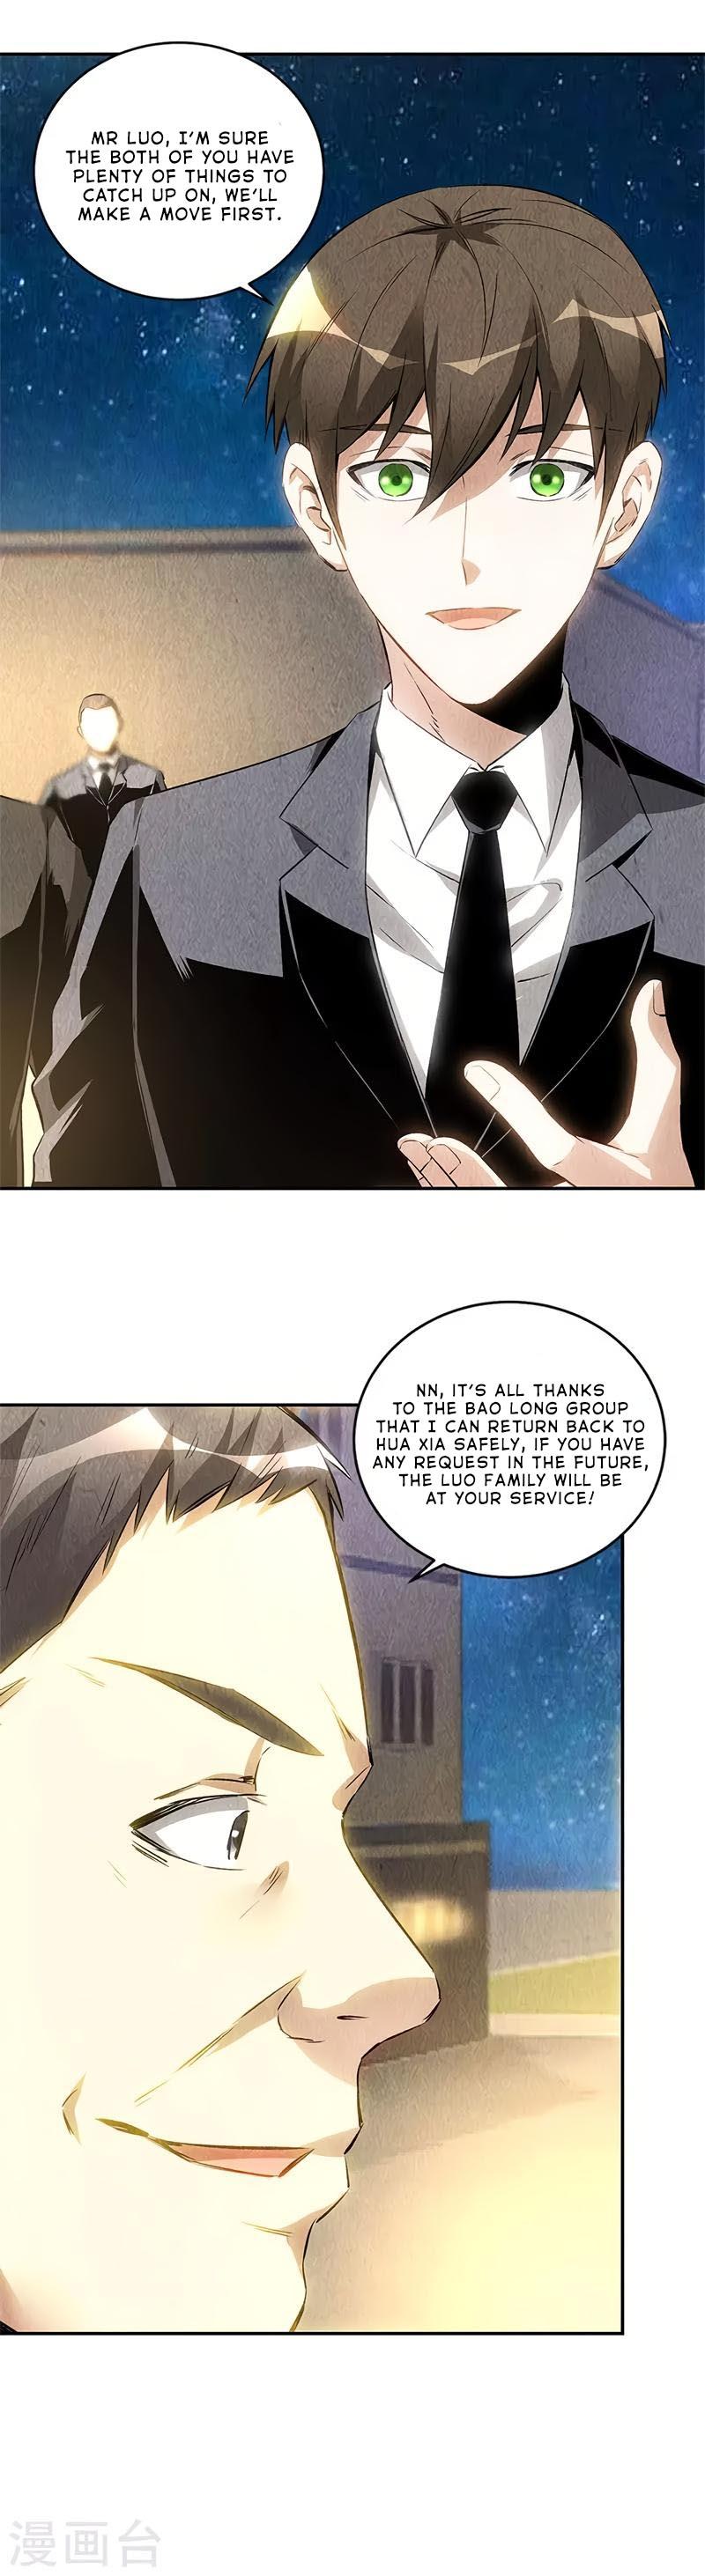 MR LUO, I'M SURE
THE BOTH OF YOU HAVE
PLENTY OF THINGS TO
CATCH UP ON, WE'LL
MAKE A MOVE FIRST.
NN, IT'S ALL THANKS
TO THE BAO LONG GROUP
THAT I CAN RETURN BACK TO
HUA XIA SAFELY, IF YOU HAVE
ANY REQUEST IN THE FUTURE,
THE LUO FAMILY WILL BE
AT YOUR SERVICE!
漫画台